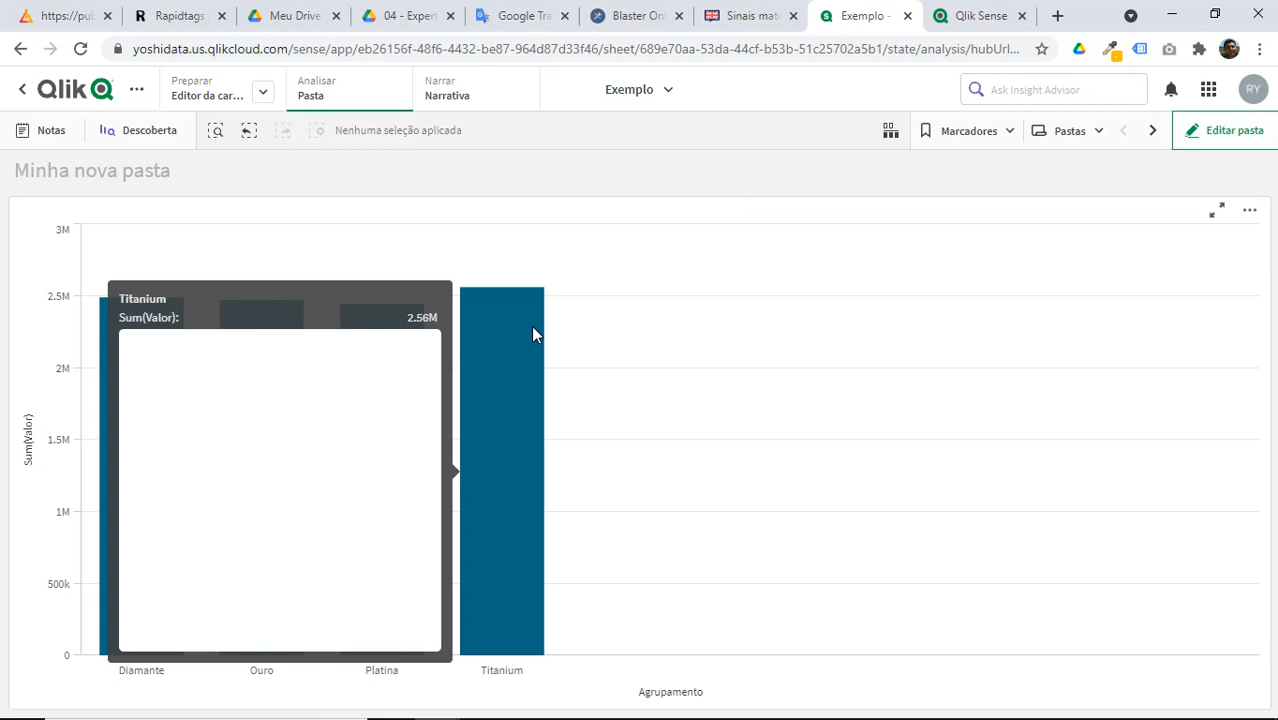 https://put
Rapidtags
Meu Drive
04 - Expert
Google Tra
Blaster Onl
Sinais mate
Exemplo -
Qlik Sense
yoshidata.us.qlikcloud.com/sense/app/eb26156f-48f6-4432-be87-964d87d33f46/sheet/689e70aa-53da-44cf-b53b-51c25702a5b1/state/analysis/hubUrl...
Qlik
Preparar
Editor da car...
Analisar
Pasta
Narrar
Narrativa
Exemplo
Ask Insight Advisor
RY
Notas
Descoberta
Nenhuma seleção aplicada
Marcadores
Pastas
Editar pasta
Minha nova pasta
3M
2.5M
2M
1.5M
1M
500k
0
Sum(Valor)
Titanium
Sum(Valor): 2.56M
Diamante
Ouro
Platina
Titanium
Agrupamento